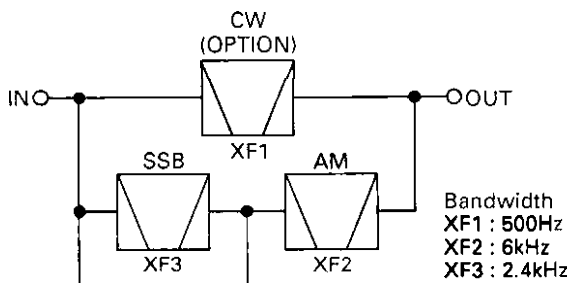 CW
(OPTION)
IN
OUT
XF1
SSB
AM
XF3
XF2
Bandwidth
XF1 : 500Hz
XF2 : 6kHz
XF3 : 2.4kHz